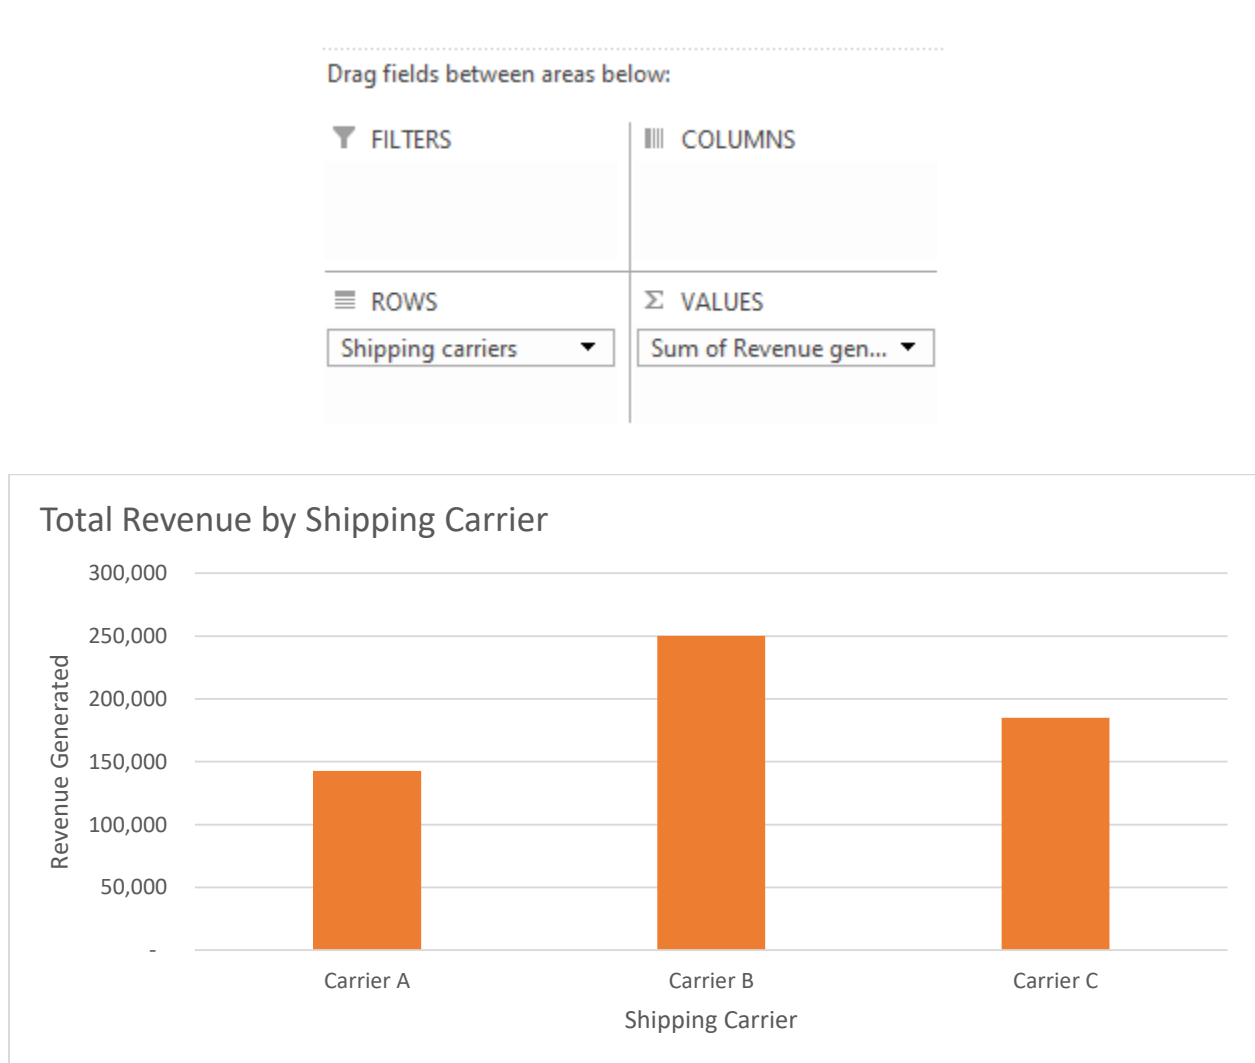 Drag fields between areas below:
FILTERS
COLUMNS
ROWS
Σ VALUES
Shipping carriers
Sum of Revenue gen...
Total Revenue by Shipping Carrier
300,000
250,000
200,000
150,000
100,000
50,000
-
Revenue Generated
Carrier A
Carrier B
Carrier C
Shipping Carrier